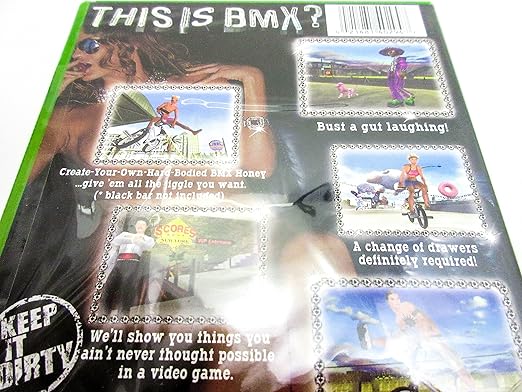 THIS IS BMX?
Bust a gut laughing!
Create-Your-Own-Hard-Bodied BMX Honey
...give 'em all the jiggle you want.
(* black bar not included)
SCORES
NEW YORK
A change of drawers
definitely required!
We'll show you things you
ain't never thought possible
in a video game.
KEEP
IT
DIRTY